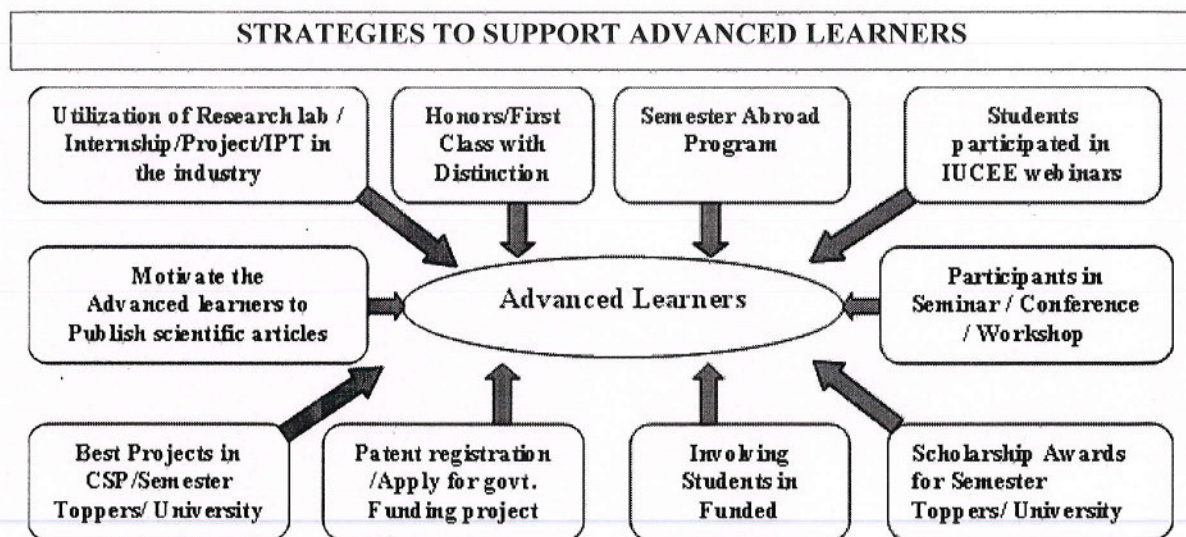 STRATEGIES TO SUPPORT ADVANCED LEARNERS
Utilization of Research lab /
Internship/Project/IPT in
the industry
Honors/First
Class with
Distinction
Semester Abroad
Program
Students
participated in
IUCEE webinars
Motivate the
Advanced learners to
Publish scientific articles
Advanced Learners
Participants in
Seminar / Conference
/ Workshop
Best Projects in
CSP/Semester
Toppers/ University
Patent registration
/Apply for govt.
Funding project
Involving
Students in
Funded
Scholarship Awards
for Semester
Toppers/ University